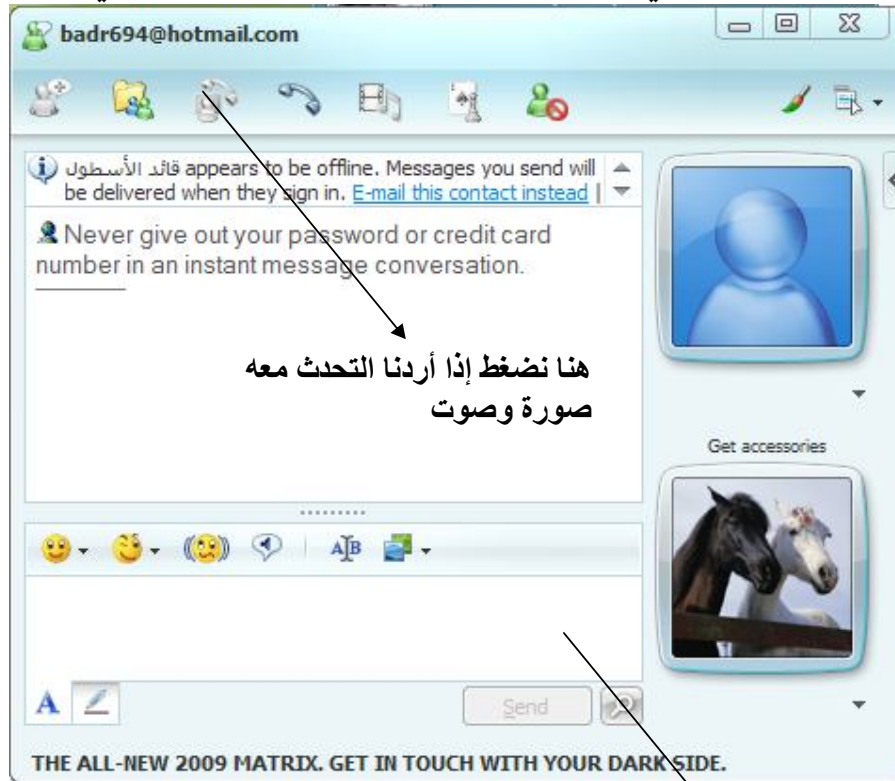 badr694@hotmail.com
قائد الأسطول appears to be offline. Messages you send will
be delivered when they sign in. E-mail this contact instead |
Never give out your password or credit card
number in an instant message conversation.
هنا نضغط إذا أردنا التحدث معه
صورة وصوت
Get accessories
AB
A
Send
THE ALL-NEW 2009 MATRIX. GET IN TOUCH WITH YOUR DARK SIDE.